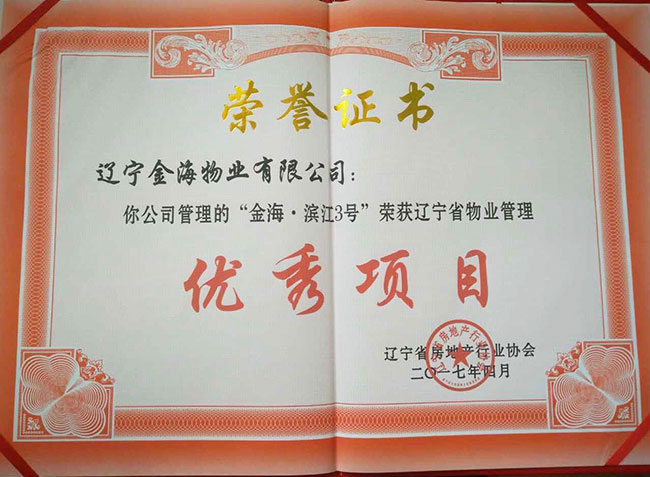 荣誉证书
辽宁金海物业有限公司：
你公司管理的“金海·滨江3号”荣获辽宁省物业管理
优秀项目
辽宁省房地产行业协会
二〇一七年四月